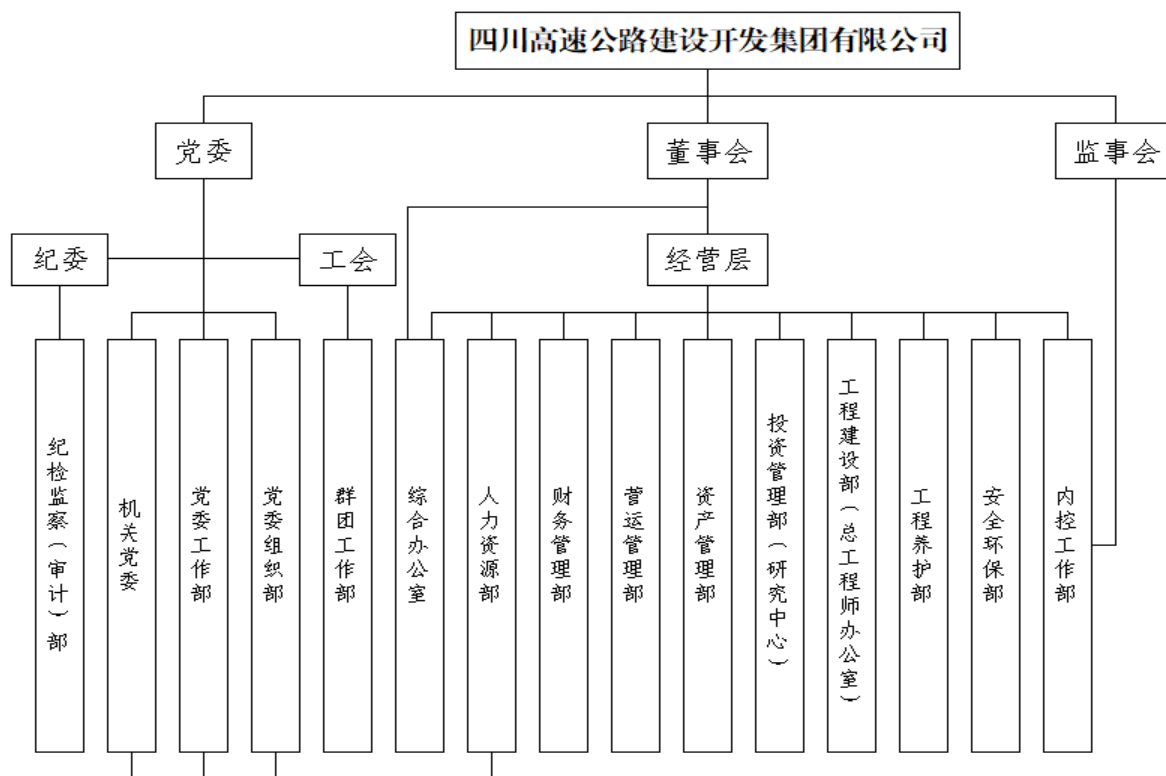 四川高速公路建设开发集团有限公司
党委
董事会
监事会
纪委
工会
经营层
纪检监察(审计)部
机关党委
党委工作部
党委组织部
群团工作部
综合办公室
人力资源部
财务管理部
营运管理部
资产管理部
投资管理部(研究中心)
工程建设部(总工程师办公室)
工程养护部
安全环保部
内控工作部